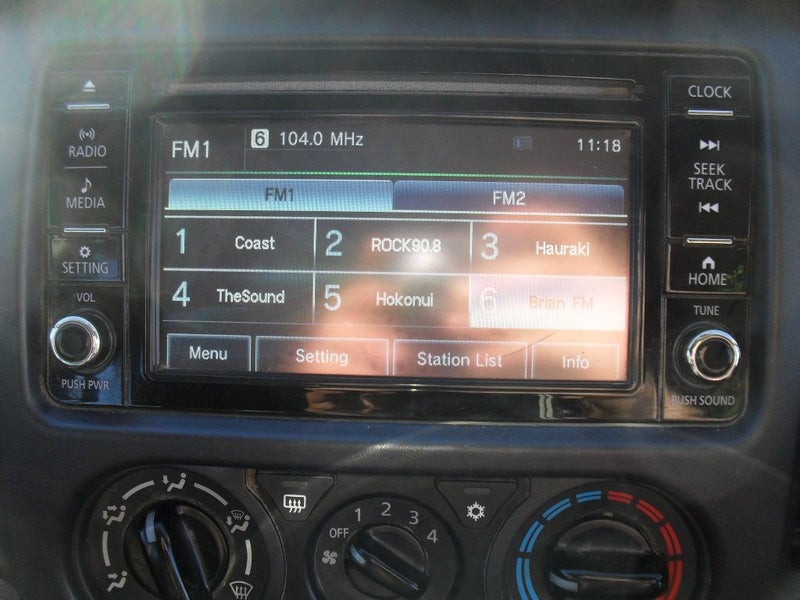 CLOCK
FM1 6 104.0 MHz 11:18
RADIO
SEEK
TRACK
FM1 FM2
MEDIA
1 Coast 2 ROCK90.8 3 Hauraki
SETTING
HOME
4 TheSound 5 Hokonui 6 Brian FM
VOL
TUNE
Menu Setting Station List Info
PUSH PWR
PUSH SOUND
OFF 1 2 3 4